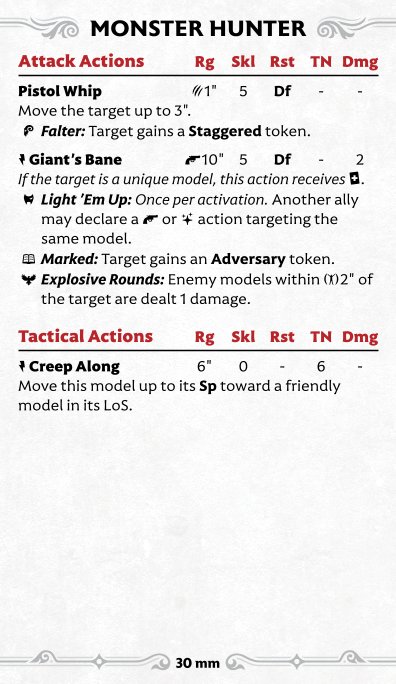 MONSTER HUNTER
Attack Actions Rg Skl Rst TN Dmg
Pistol Whip 1" 5 Df - -
Move the target up to 3".
Falter: Target gains a Staggered token.
Giant's Bane 10" 5 Df - 2
If the target is a unique model, this action receives .
Light 'Em Up: Once per activation. Another ally
may declare a or action targeting the
same model.
Marked: Target gains an Adversary token.
Explosive Rounds: Enemy models within 2" of
the target are dealt 1 damage.
Tactical Actions Rg Skl Rst TN Dmg
Creep Along 6" 0 - 6 -
Move this model up to its Sp toward a friendly
model in its LoS.
30 mm